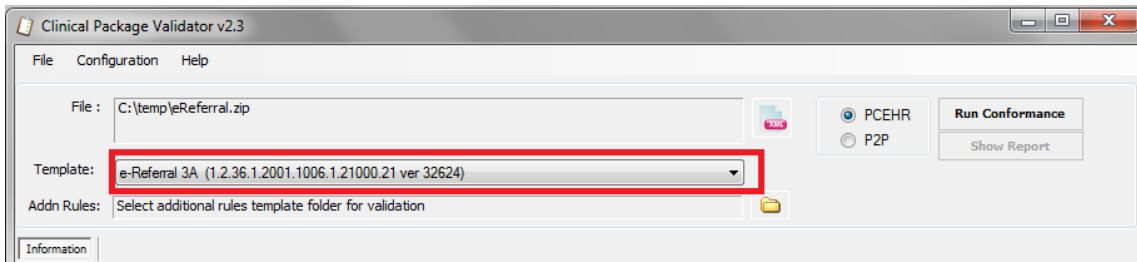 Clinical Package Validator v2.3
File Configuration Help
File : C:\temp\eReferral.zip
XML
PCEHR
Run Conformance
P2P
Show Report
Template: e-Referral 3A (1.2.36.1.2001.1006.1.21000.21 ver 32624)
Addn Rules: Select additional rules template folder for validation
Information